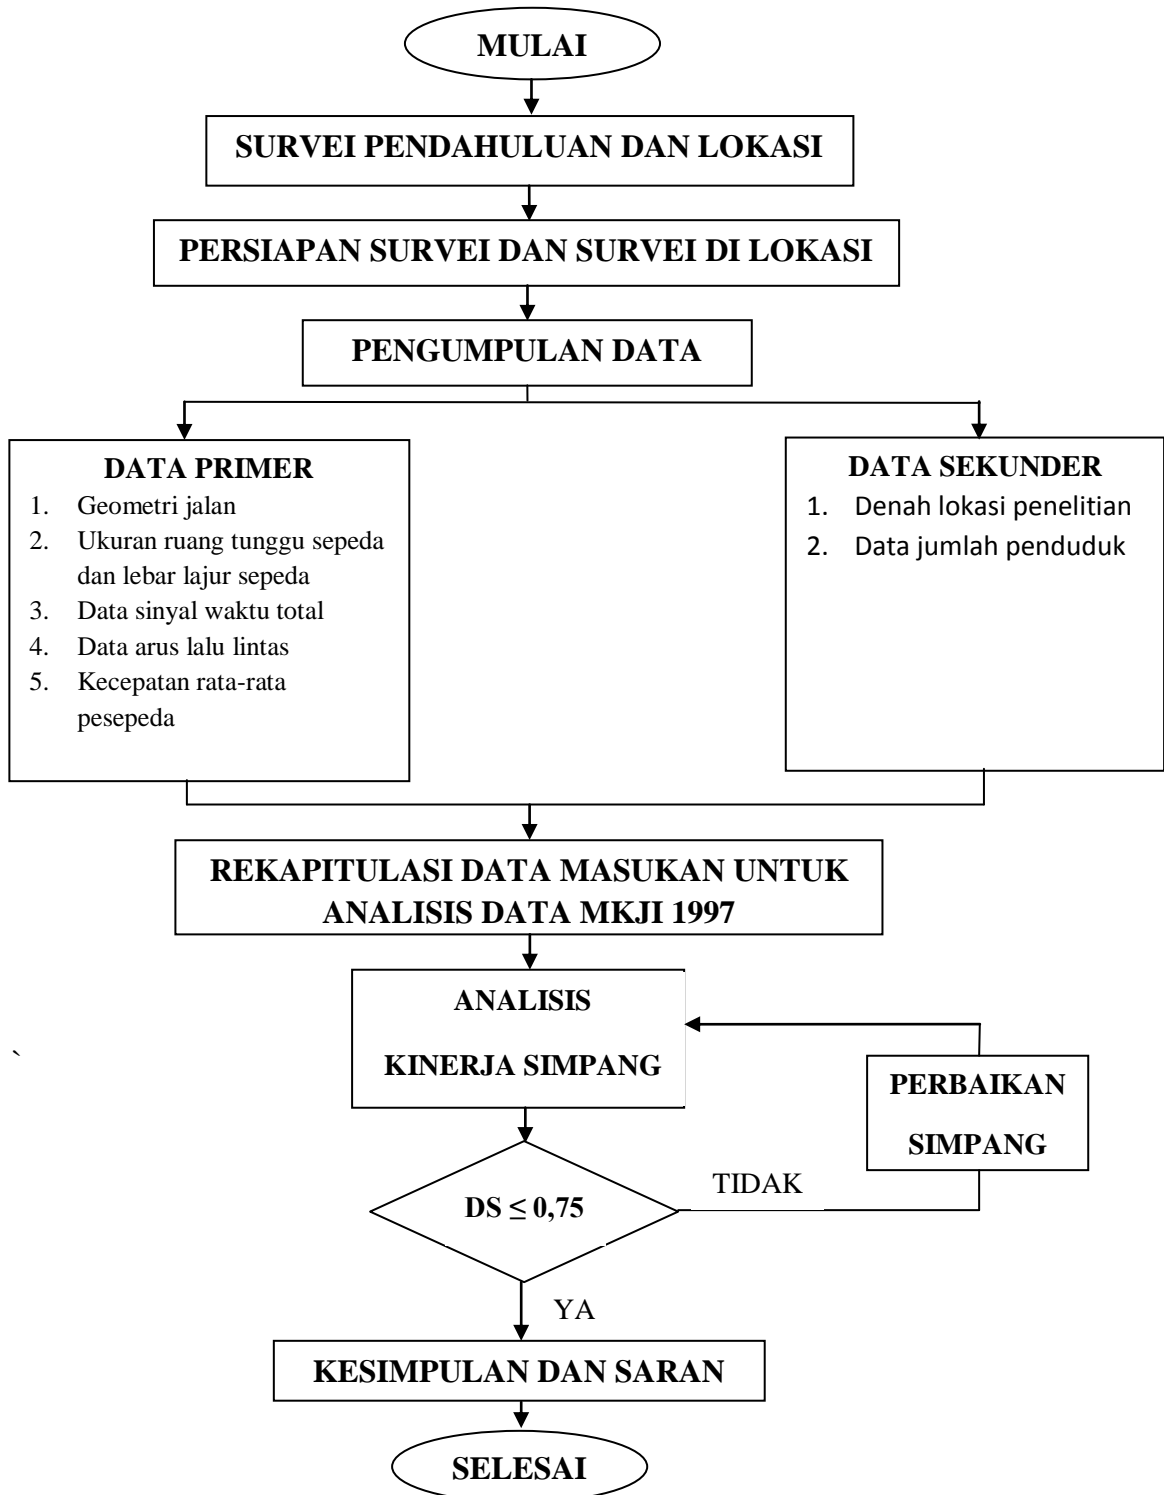 MULAI
SURVEI PENDAHULUAN DAN LOKASI
PERSIAPAN SURVEI DAN SURVEI DI LOKASI
PENGUMPULAN DATA
DATA PRIMER
1. Geometri jalan
2. Ukuran ruang tunggu sepeda
dan lebar lajur sepeda
3. Data sinyal waktu total
4. Data arus lalu lintas
5. Kecepatan rata-rata
pesepeda
DATA SEKUNDER
1. Denah lokasi penelitian
2. Data jumlah penduduk
REKAPITULASI DATA MASUKAN UNTUK
ANALISIS DATA MKJI 1997
ANALISIS
KINERJA SIMPANG
`
PERBAIKAN
SIMPANG
DS ≤ 0,75
TIDAK
YA
KESIMPULAN DAN SARAN
SELESAI